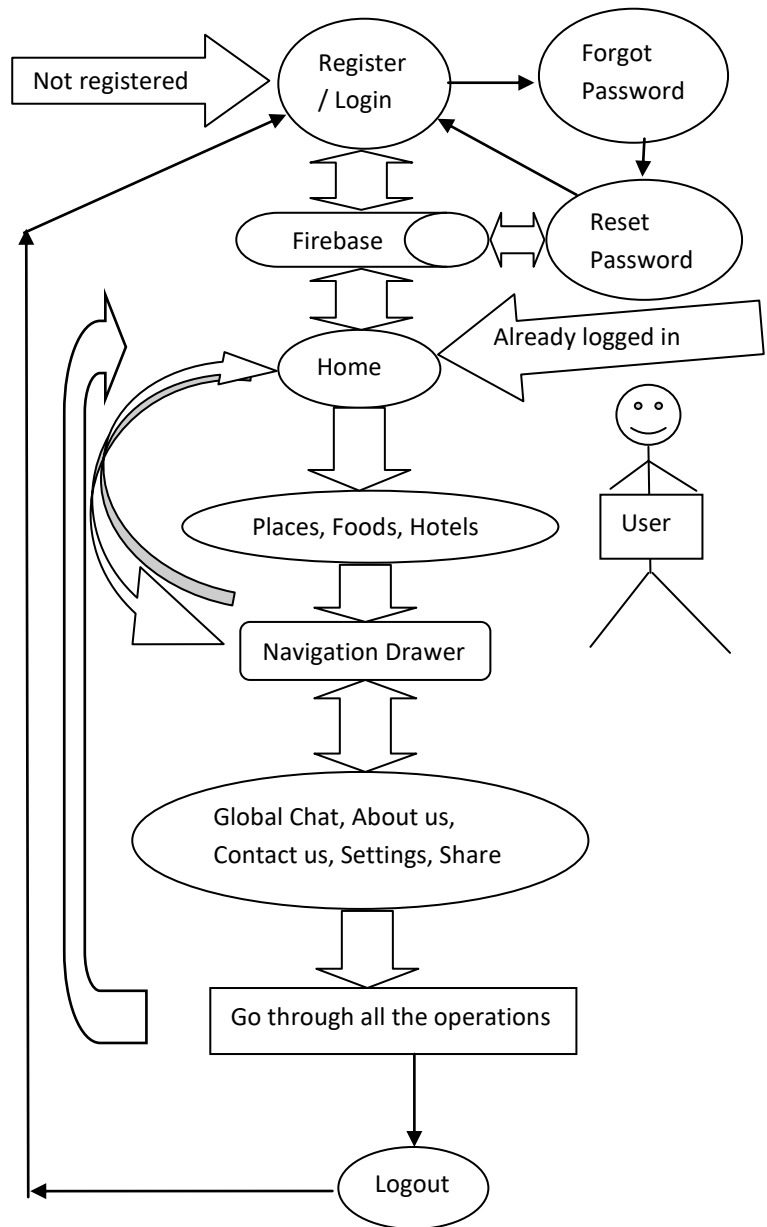 Not registered
Register
/ Login
Forgot
Password
Firebase
Reset
Password
Already logged in
Home
Places, Foods, Hotels
User
Navigation Drawer
Global Chat, About us,
Contact us, Settings, Share
Go through all the operations
Logout